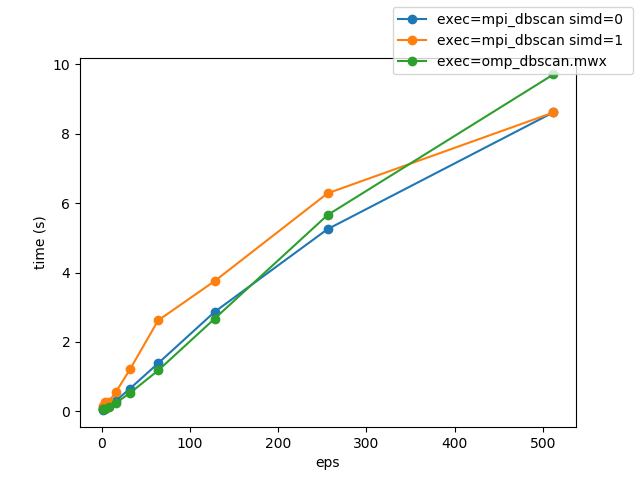 exec=mpi_dbscan simd=0
exec=mpi_dbscan simd=1
exec=omp_dbscan.mwx
10
8
6
4
2
0
time (s)
0 100 200 300 400 500
eps